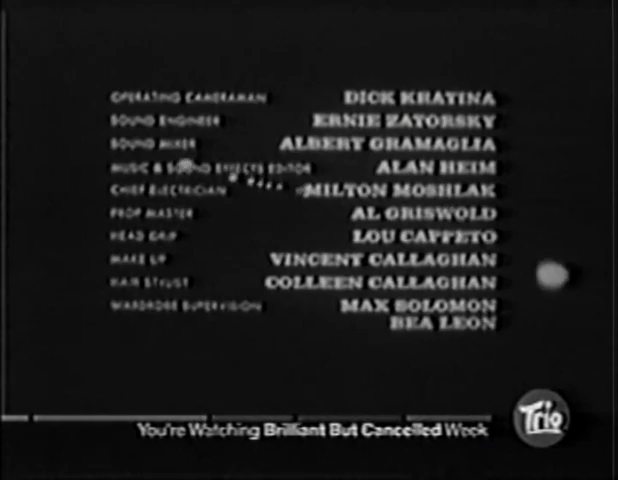 OPERATING CAMERAMAN DICK KRATINA
SOUND ENGINEER ERNIE ZATORSKY
SOUND MIXER ALBERT GRAMAGLIA
MUSIC & SOUND EFFECTS EDITOR ALAN HEIM
CHIEF ELECTRICIAN MILTON MOSHLAK
PROP MASTER AL GRISWOLD
HEAD GRIP LOU CAPPETO
MAKE UP VINCENT CALLAGHAN
HAIR STYLIST COLLEEN CALLAGHAN
WARDROBE SUPERVISION MAX SOLOMON
BEA LEON
You're Watching Brilliant But Cancelled Week
Trio